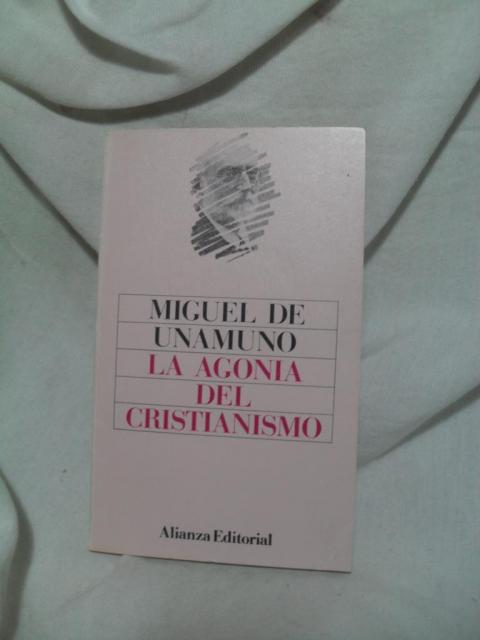 MIGUEL DE
UNAMUNO
LA AGONIA
DEL
CRISTIANISMO
Alianza Editorial